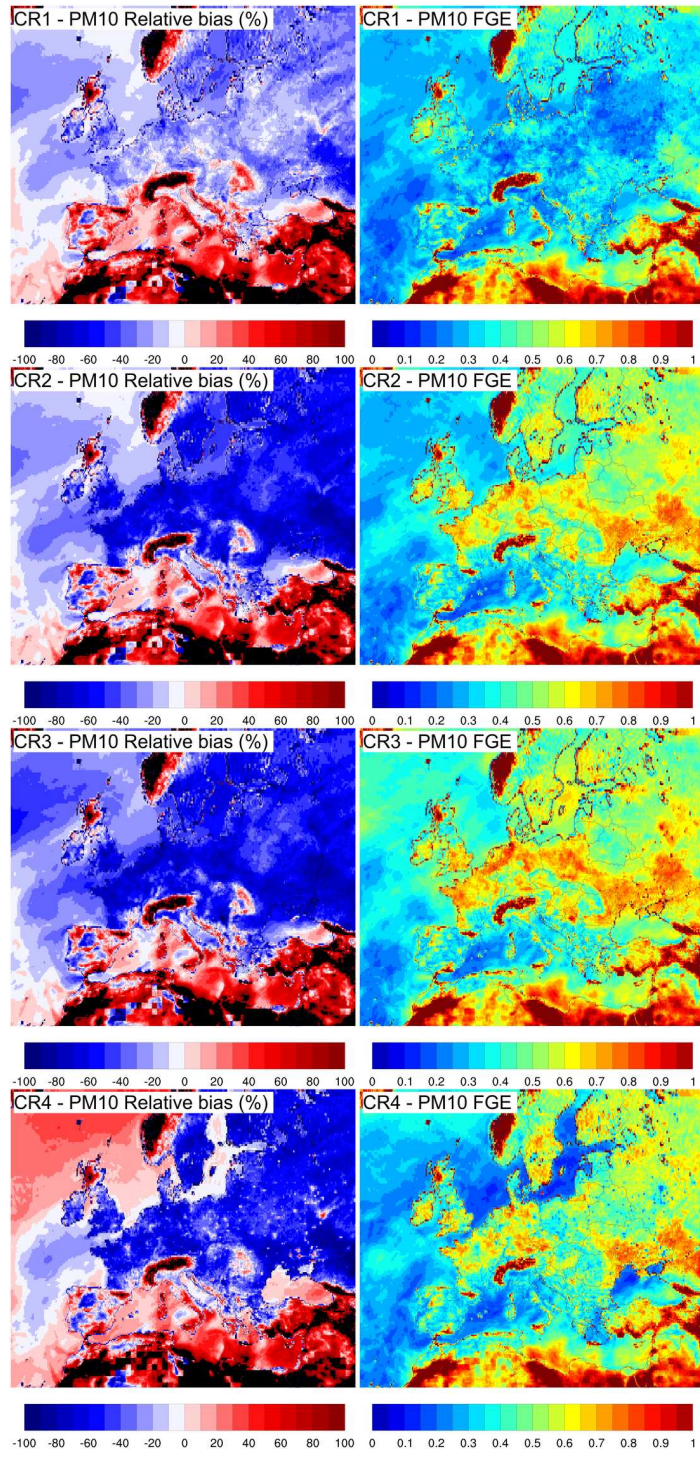 CR1 - PM10 Relative bias (%) CR1 - PM10 FGE
-100 -80 -60 -40 -20 0 20 40 60 80 100 0 0.1 0.2 0.3 0.4 0.5 0.6 0.7 0.8 0.9 1
CR2 - PM10 Relative bias (%) CR2 - PM10 FGE
-100 -80 -60 -40 -20 0 20 40 60 80 100 0 0.1 0.2 0.3 0.4 0.5 0.6 0.7 0.8 0.9 1
CR3 - PM10 Relative bias (%) CR3 - PM10 FGE
-100 -80 -60 -40 -20 0 20 40 60 80 100 0 0.1 0.2 0.3 0.4 0.5 0.6 0.7 0.8 0.9 1
CR4 - PM10 Relative bias (%) CR4 - PM10 FGE
-100 -80 -60 -40 -20 0 20 40 60 80 100 0 0.1 0.2 0.3 0.4 0.5 0.6 0.7 0.8 0.9 1